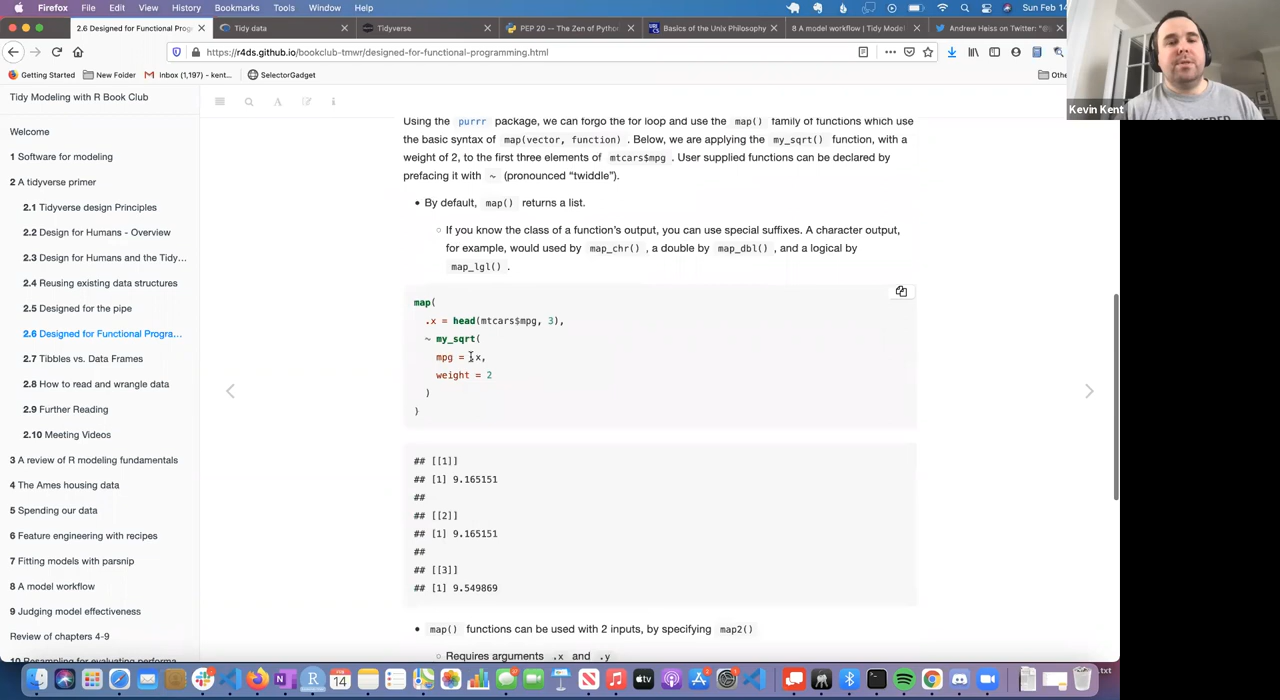 Firefox File Edit View History Bookmarks Tools Window Help Sun Feb 14
2.6 Designed for Functional Prog Tidy data Tidyverse PEP 20 -- The Zen of Python Basics of the Unix Philosophy 8 A model workflow | Tidy Model Andrew Heiss on Twitter: "@
https://r4ds.github.io/bookclub-tmwr/designed-for-functional-programming.html
Getting Started New Folder Inbox (1,197) - kent... SelectorGadget Othe
Kevin Kent
Tidy Modeling with R Book Club
Welcome
1 Software for modeling
2 A tidyverse primer
2.1 Tidyverse design Principles
2.2 Design for Humans - Overview
2.3 Design for Humans and the Tidy...
2.4 Reusing existing data structures
2.5 Designed for the pipe
2.6 Designed for Functional Progra...
2.7 Tibbles vs. Data Frames
2.8 How to read and wrangle data
2.9 Further Reading
2.10 Meeting Videos
3 A review of R modeling fundamentals
4 The Ames housing data
5 Spending our data
6 Feature engineering with recipes
7 Fitting models with parsnip
8 A model workflow
9 Judging model effectiveness
Review of chapters 4-9
10 Resampling for evaluating performa
Using the purrr package, we can forgo the for loop and use the map() family of functions which use
the basic syntax of map(vector, function) . Below, we are applying the my_sqrt() function, with a
weight of 2, to the first three elements of mtcars$mpg . User supplied functions can be declared by
prefacing it with ~ (pronounced “twiddle”).
• By default, map() returns a list.
○ If you know the class of a function's output, you can use special suffixes. A character output,
for example, would used by map_chr() , a double by map_dbl() , and a logical by
map_lgl() .
map(
.x = head(mtcars$mpg, 3),
~ my_sqrt(
mpg = .x,
weight = 2
)
)
## [[1]]
## [1] 9.165151
##
## [[2]]
## [1] 9.165151
##
## [[3]]
## [1] 9.549869
• map() functions can be used with 2 inputs, by specifying map2()
○ Requires arguments .x and .y
.txt